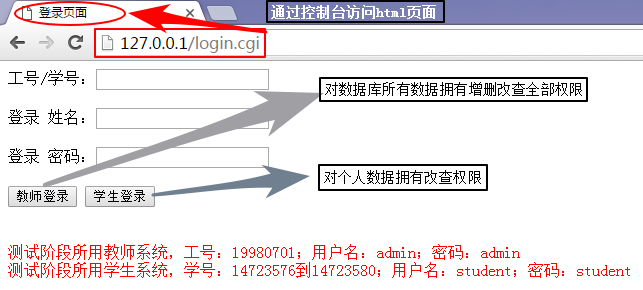 登录页面
通过控制台访问html页面
127.0.0.1/login.cgi
工号/学号：
对数据库所有数据拥有增删改查全部权限
登录 姓名：
登录 密码：
对个人数据拥有改查权限
教师登录 学生登录
测试阶段所用教师系统，工号：19980701；用户名：admin；密码：admin
测试阶段所用学生系统，学号：14723576到14723580；用户名：student；密码：student